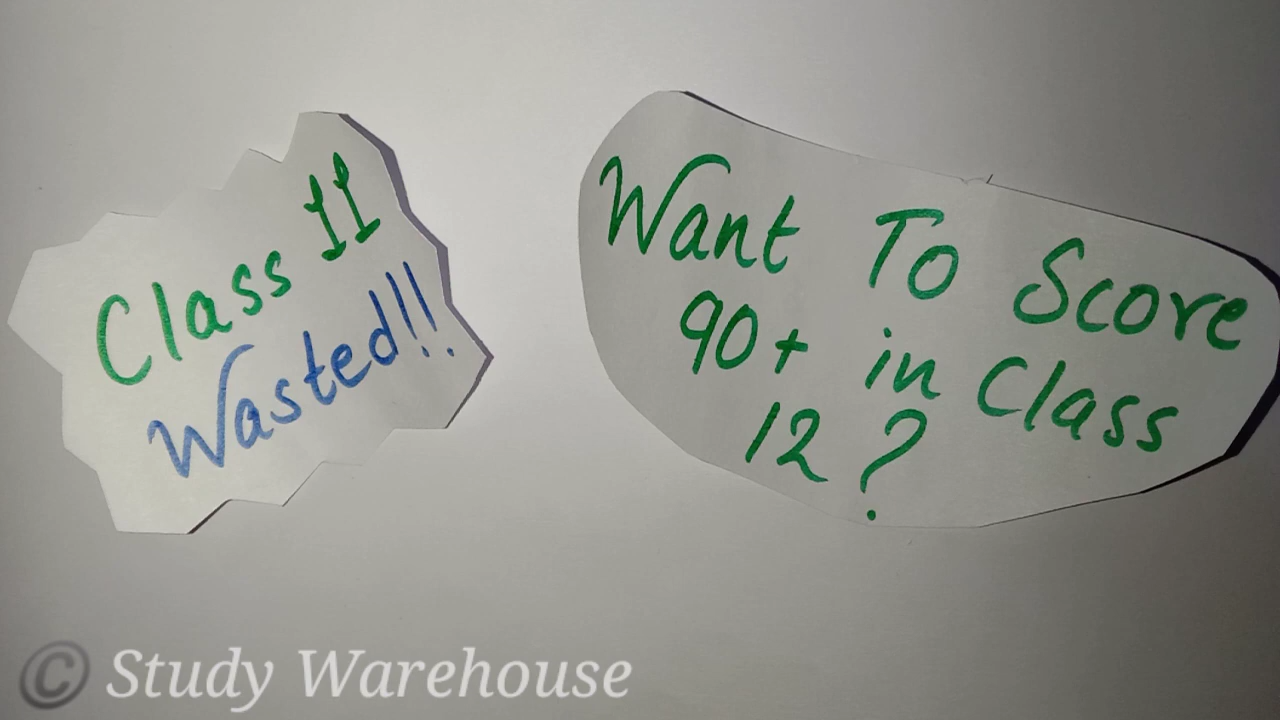 Class 11
Wasted!!
Want To Score
90+ in Class
12 ?
© Study Warehouse